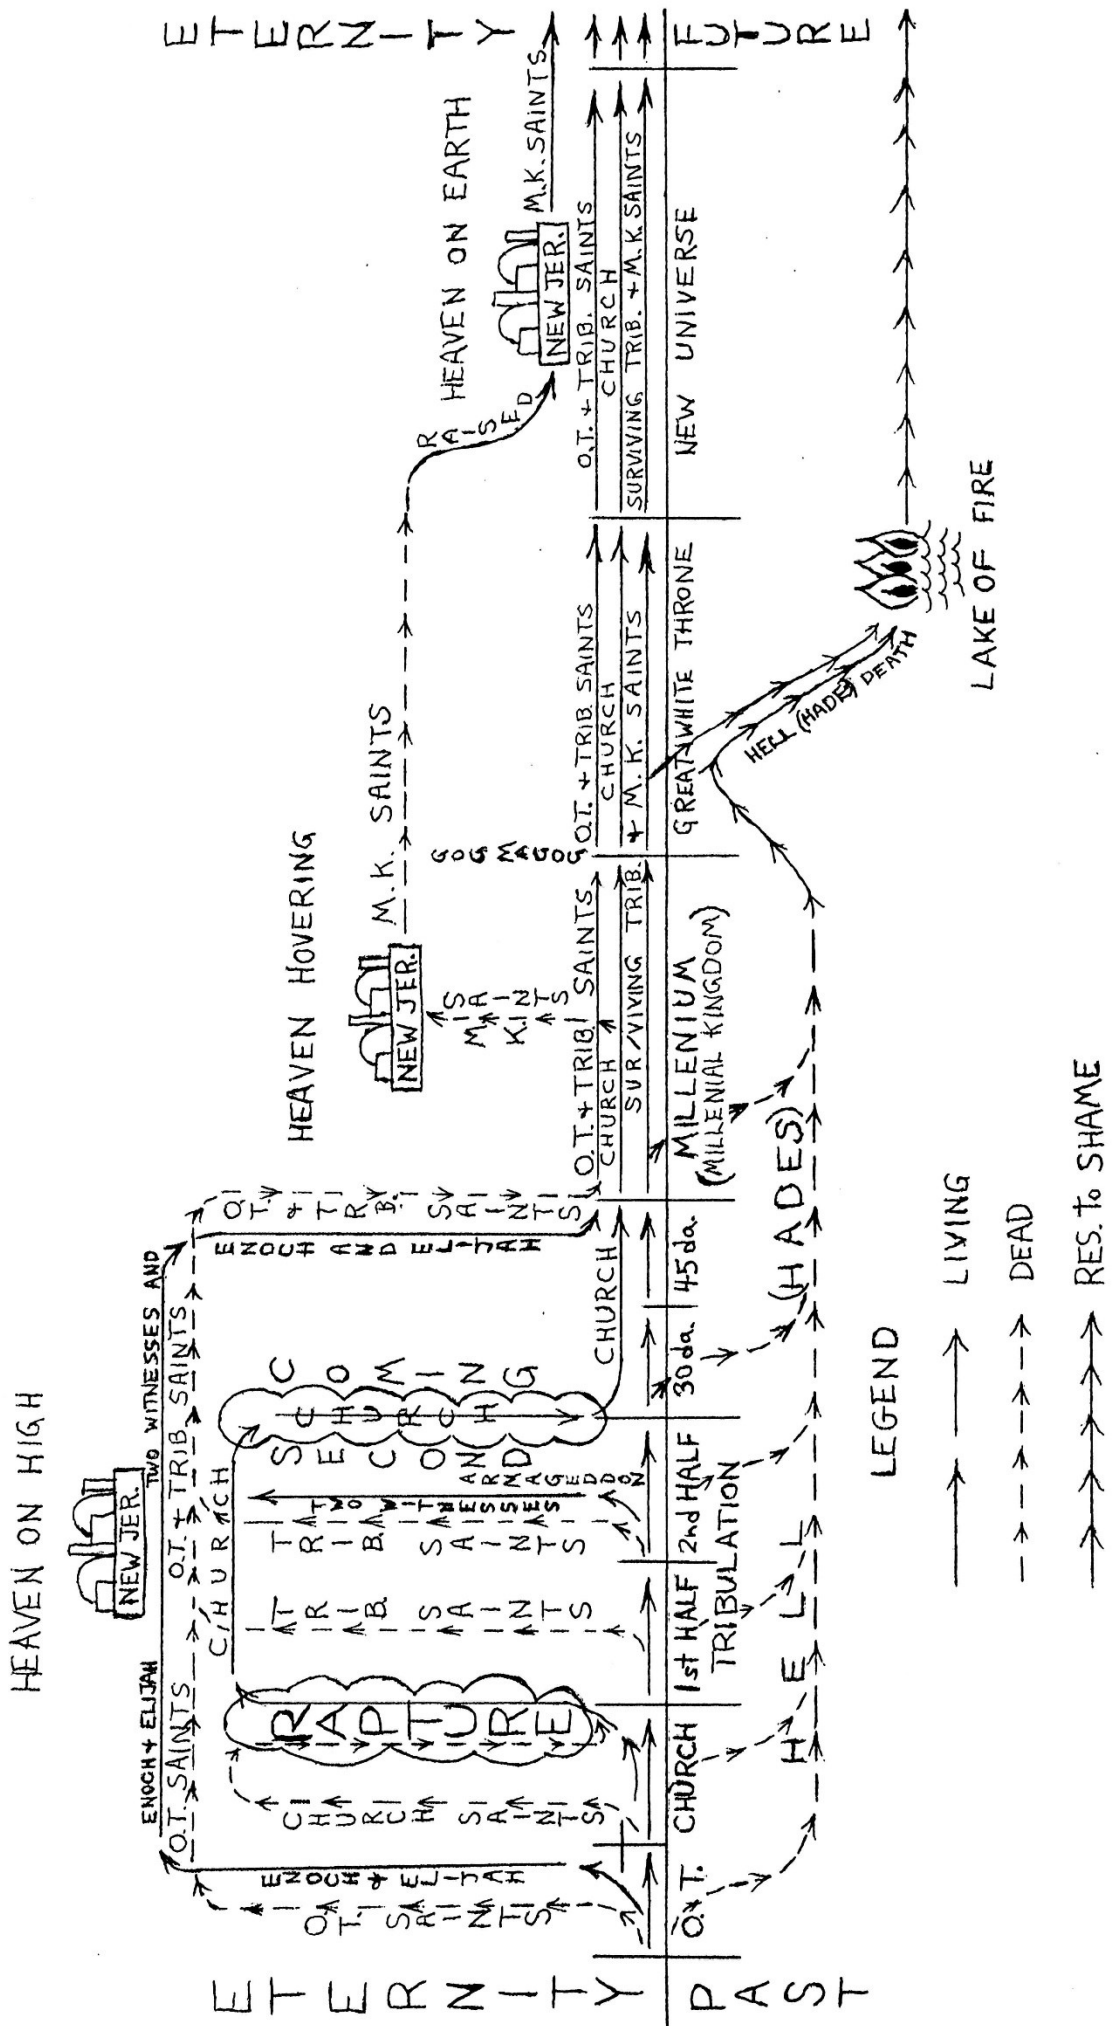 HEAVEN ON HIGH
HEAVEN HOVERING
HEAVEN ON EARTH
ETERNITY
PAST
ETERNITY
FUTURE
NEW JER.
ENOCH + ELIJAH
TWO WITNESSES AND
O.T. SAINTS
O.T. + TRIB. SAINTS
CHURCH
O.T. SAINTS
ENOCH + ELIJAH
CHURCH SAINTS
RAPTURE
TRIB. SAINTS
TRIB. SAINTS
TWO WITNESSES
ARMAGEDDON
SECOND
CHURCH
COMING
CHURCH
ENOCH AND ELIJAH
O.T. + TRB. SAINTS
NEW JER.
M.K. SAINTS
M.K. SAINTS
GOG MAGOG
RAISED
NEW JER.
M.K. SAINTS
O.T. + TRIB. SAINTS
CHURCH
SURVIVING TRIB.
O.T. + TRIB SAINTS
CHURCH
+ M.K. SAINTS
O.T. + TRIB. SAINTS
CHURCH
SURVIVING TRIB. + M.K. SAINTS
O.T.
CHURCH
1st HALF
2nd HALF
TRIBULATION
30 da.
45 da.
MILLENIUM
(MILLENIAL KINGDOM)
GREAT WHITE THRONE
NEW UNIVERSE
HELL (HADES)
HELL (HADES) DEATH
LAKE OF FIRE
LEGEND
LIVING
DEAD
RES. to SHAME